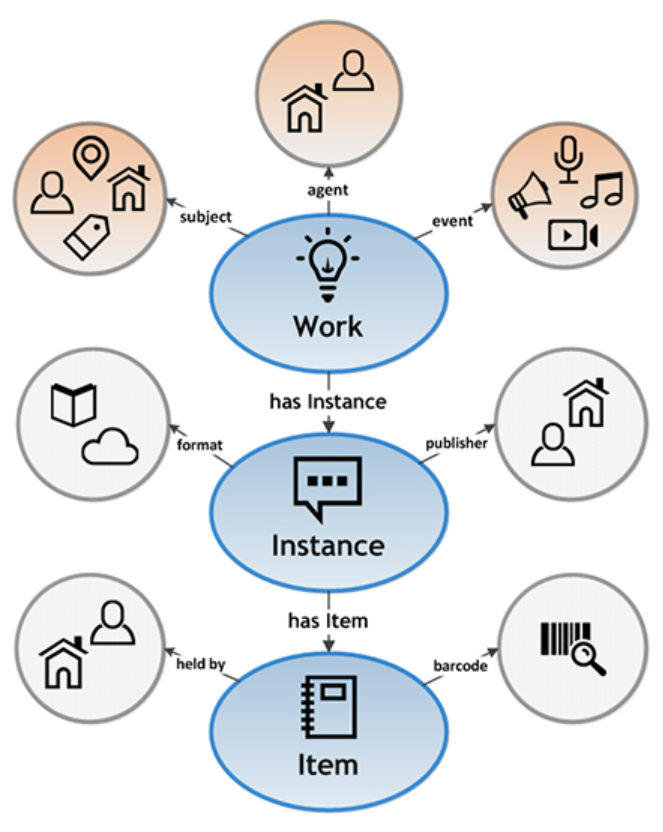 agent
subject
event
Work
has Instance
format
publisher
Instance
has Item
held by
barcode
Item